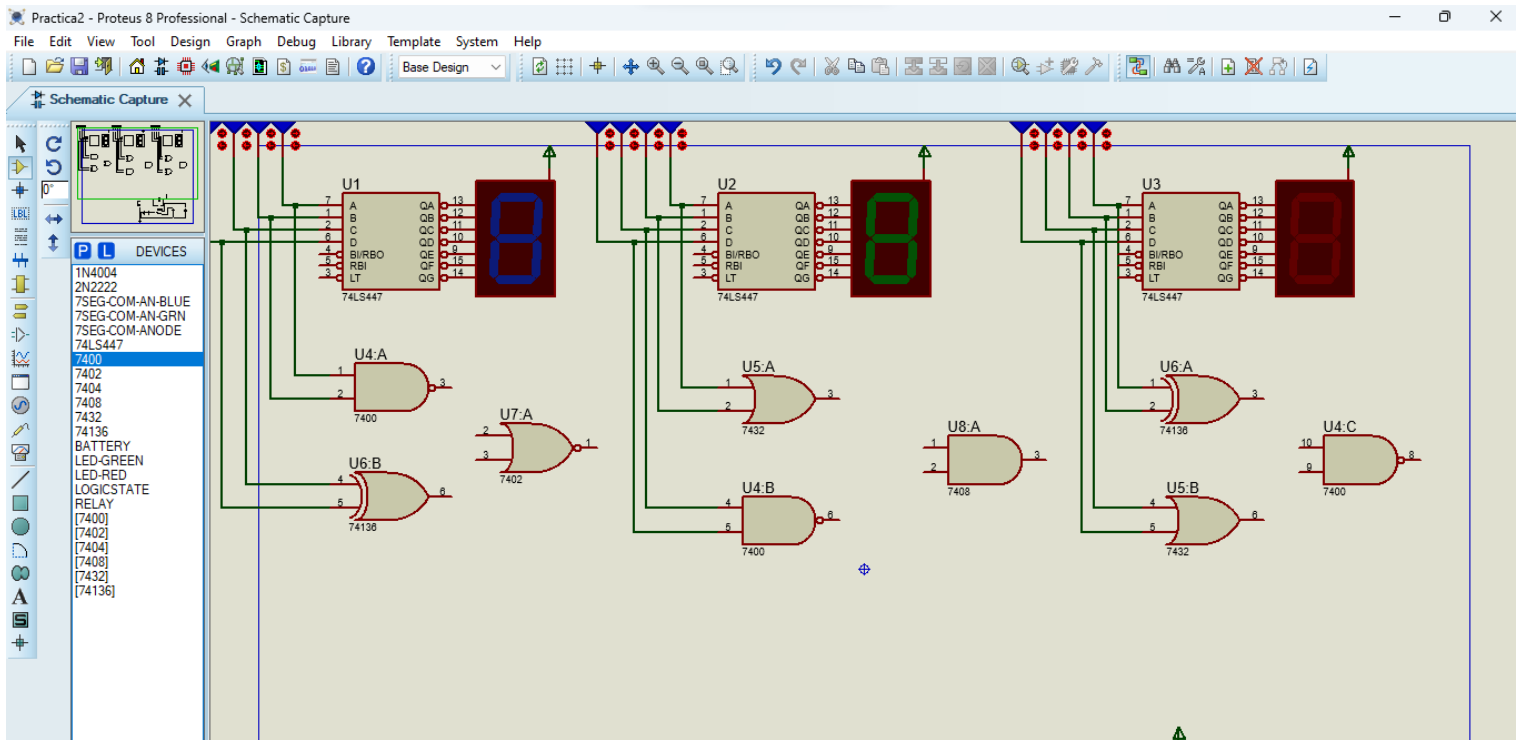 Practica2 - Proteus 8 Professional - Schematic Capture
File Edit View Tool Design Graph Debug Library Template System Help
Base Design
Schematic Capture
0°
LBL
P L DEVICES
1N4004
2N2222
7SEG-COM-AN-BLUE
7SEG-COM-AN-GRN
7SEG-COM-ANODE
74LS447
7400
7402
7404
7408
7432
74136
BATTERY
LED-GREEN
LED-RED
LOGICSTATE
RELAY
[7400]
[7402]
[7404]
[7408]
[7432]
[74136]
A
S
U1
7 A QA 13
1 B QB 12
2 C QC 11
6 D QD 10
4 BI/RBO QE 9
5 RBI QF 15
3 LT QG 14
74LS447
U2
7 A QA 13
1 B QB 12
2 C QC 11
6 D QD 10
4 BI/RBO QE 9
5 RBI QF 15
3 LT QG 14
74LS447
U3
7 A QA 13
1 B QB 12
2 C QC 11
6 D QD 10
4 BI/RBO QE 9
5 RBI QF 15
3 LT QG 14
74LS447
U4:A
1
2
3
7400
U7:A
2
3
1
7402
U6:B
4
5
6
74136
U5:A
1
2
3
7432
U8:A
1
2
3
7408
U4:B
4
5
6
7400
U6:A
1
2
3
74136
U4:C
10
9
8
7400
U5:B
4
5
6
7432